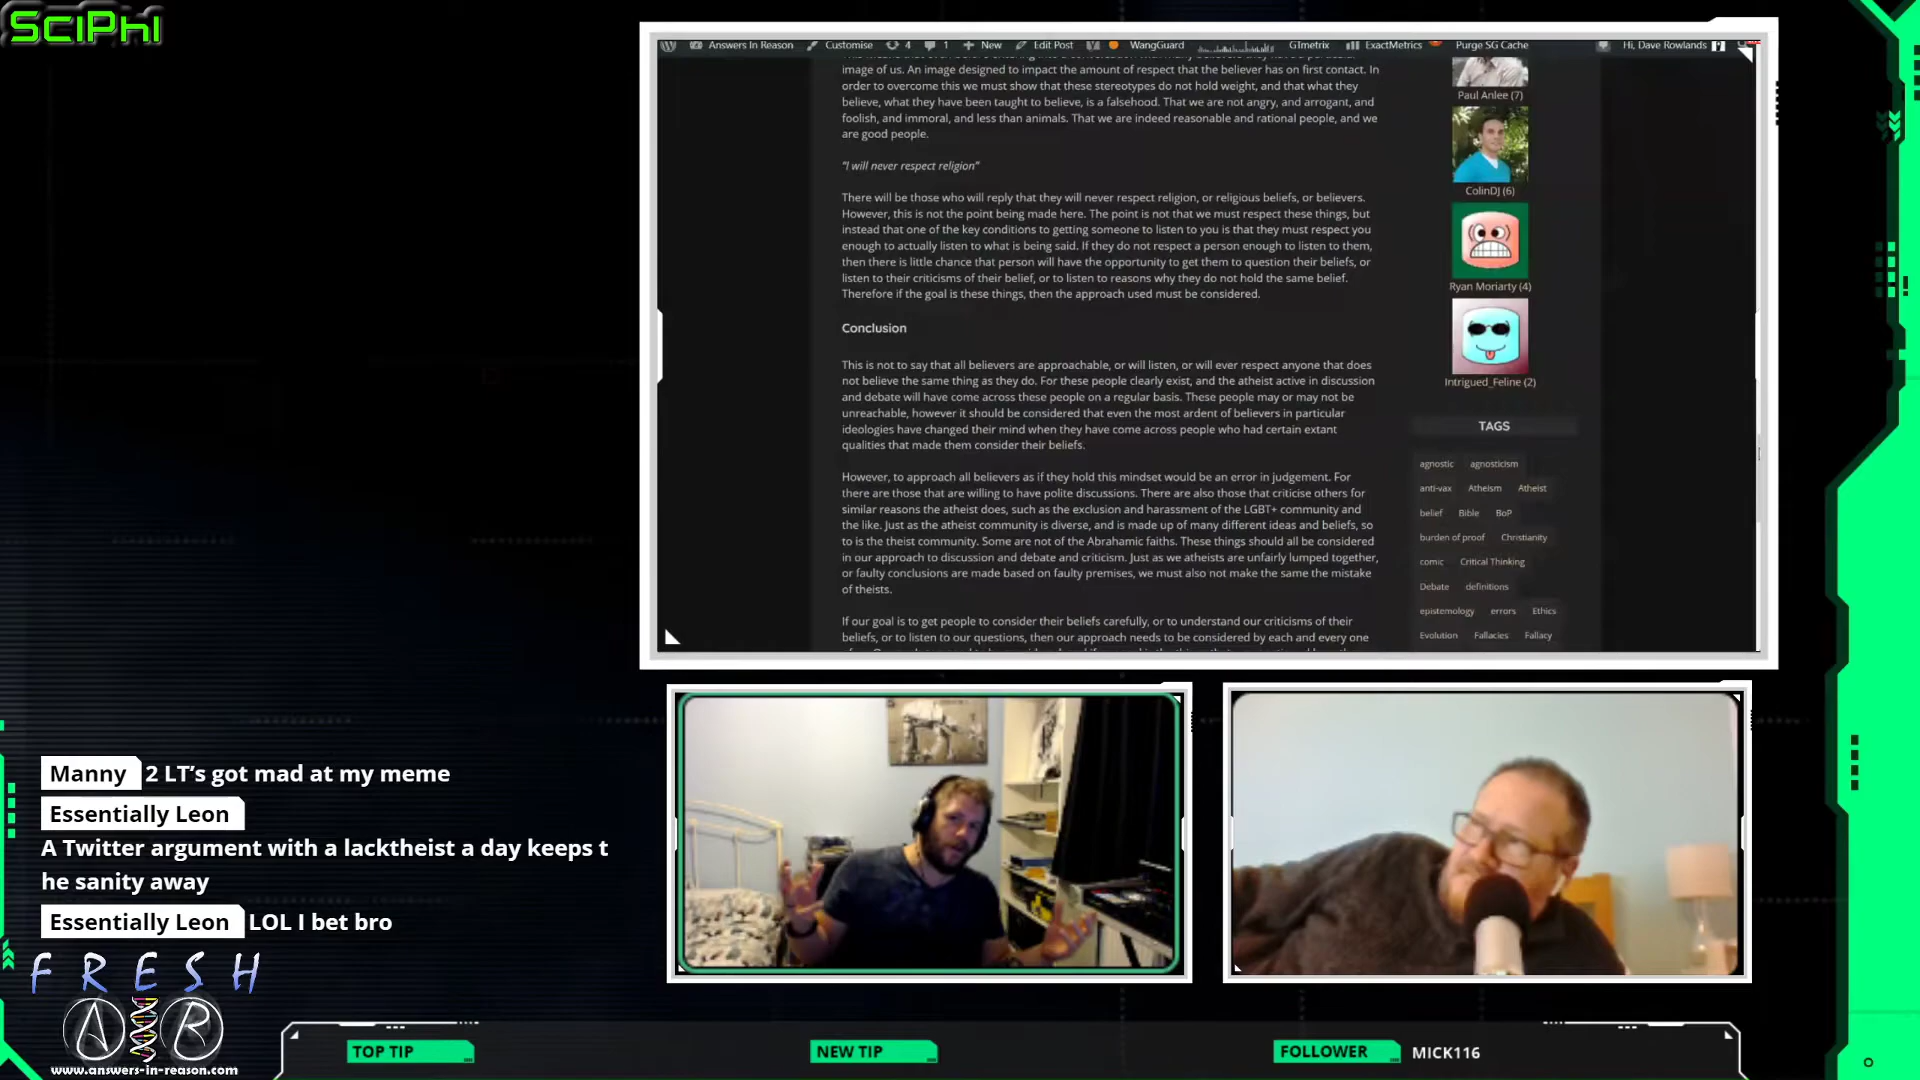 SciPhi
Answers In Reason Customise 4 1 New Edit Post WangGuard GTmetrix ExactMetrics Purge SG Cache Hi, Dave Rowlands
image of us. An image designed to impact the amount of respect that the believer has on first contact. In
order to overcome this we must show that these stereotypes do not hold weight, and that what they
believe, what they have been taught to believe, is a falsehood. That we are not angry, and arrogant, and
foolish, and immoral, and less than animals. That we are indeed reasonable and rational people, and we
are good people.
"I will never respect religion"
There will be those who will reply that they will never respect religion, or religious beliefs, or believers.
However, this is not the point being made here. The point is not that we must respect these things, but
instead that one of the key conditions to getting someone to listen to you is that they must respect you
enough to actually listen to what is being said. If they do not respect a person enough to listen to them,
then there is little chance that person will have the opportunity to get them to question their beliefs, or
listen to their criticisms of their belief, or to listen to reasons why they do not hold the same belief.
Therefore if the goal is these things, then the approach used must be considered.
Conclusion
This is not to say that all believers are approachable, or will listen, or will ever respect anyone that does
not believe the same thing as they do. For these people clearly exist, and the atheist active in discussion
and debate will have come across these people on a regular basis. These people may or may not be
unreachable, however it should be considered that even the most ardent of believers in particular
ideologies have changed their mind when they have come across people who had certain extant
qualities that made them consider their beliefs.
However, to approach all believers as if they hold this mindset would be an error in judgement. For
there are those that are willing to have polite discussions. There are also those that criticise others for
similar reasons the atheist does, such as the exclusion and harassment of the LGBT+ community and
the like. Just as the atheist community is diverse, and is made up of many different ideas and beliefs, so
to is the theist community. Some are not of the Abrahamic faiths. These things should all be considered
in our approach to discussion and debate and criticism. Just as we atheists are unfairly lumped together,
or faulty conclusions are made based on faulty premises, we must also not make the same the mistake
of theists.
If our goal is to get people to consider their beliefs carefully, or to understand our criticisms of their
beliefs, or to listen to our questions, then our approach needs to be considered by each and every one
Paul Anlee (7)
ColinDJ (6)
Ryan Moriarty (4)
Intrigued_Feline (2)
TAGS
agnostic agnosticism
anti-vax Atheism Atheist
belief Bible BoP
burden of proof Christianity
comic Critical Thinking
Debate definitions
epistemology errors Ethics
Evolution Fallacies Fallacy
Manny 2 LT's got mad at my meme
Essentially Leon
A Twitter argument with a lacktheist a day keeps t
he sanity away
Essentially Leon LOL I bet bro
FRESH
A R
www.answers-in-reason.com
TOP TIP
NEW TIP
FOLLOWER MICK116